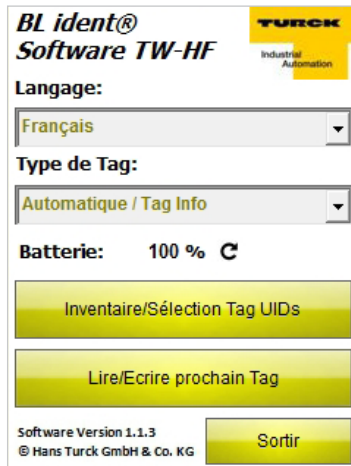 BL ident®
Software TW-HF
TURCK
Industrial
Automation
Langage:
Français
Type de Tag:
Automatique / Tag Info
Batterie: 100 %
Inventaire/Sélection Tag UIDs
Lire/Ecrire prochain Tag
Software Version 1.1.3
© Hans Turck GmbH & Co. KG
Sortir